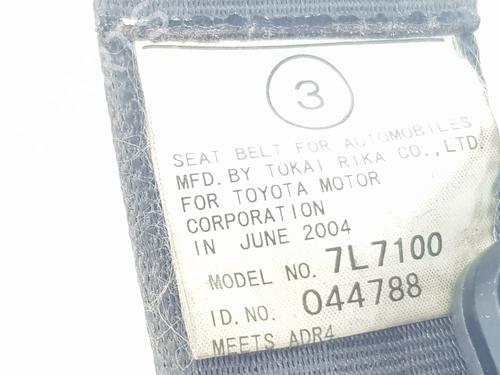 3
SEAT BELT FOR AUTOMOBILES
MFD. BY TOKAI RIKA CO., LTD.
FOR TOYOTA MOTOR
CORPORATION
IN JUNE 2004
MODEL NO. 7L7100
ID. NO. 044788
MEETS ADR4